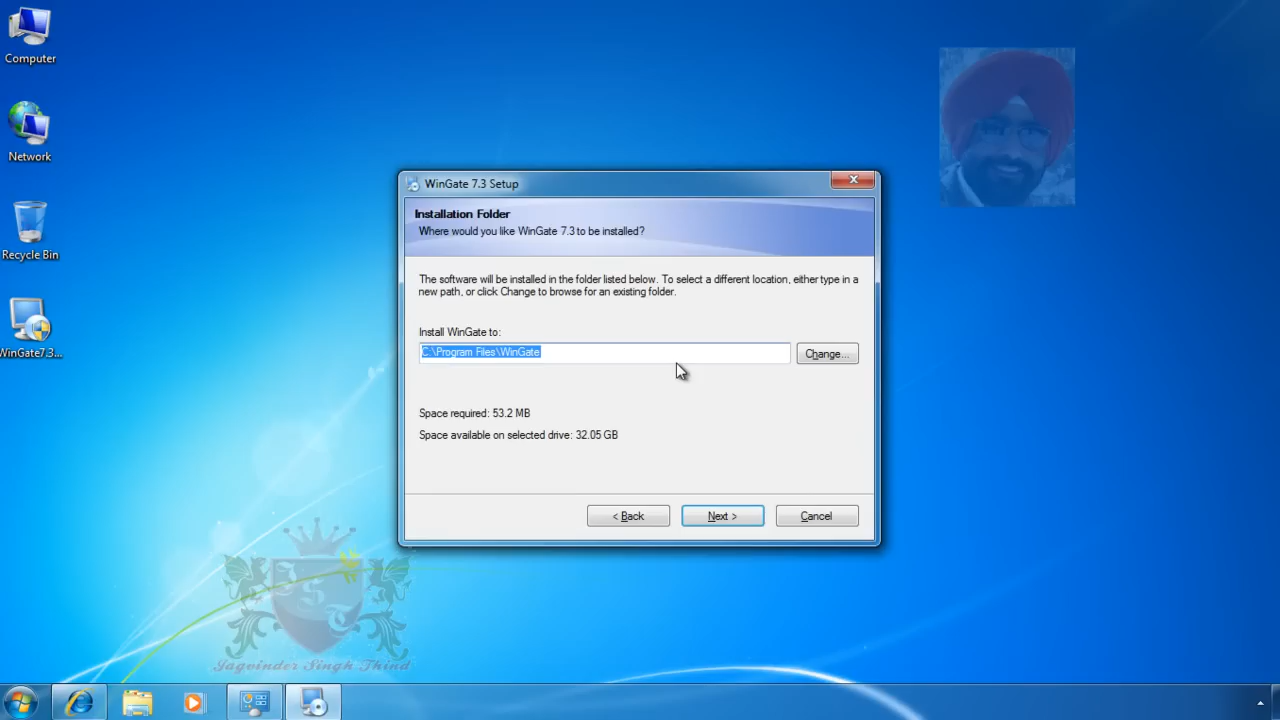 Computer
Network
Recycle Bin
WinGate7.3...
WinGate 7.3 Setup
Installation Folder
Where would you like WinGate 7.3 to be installed?
The software will be installed in the folder listed below. To select a different location, either type in a
new path, or click Change to browse for an existing folder.
Install WinGate to:
C:\Program Files\WinGate
Change...
Space required: 53.2 MB
Space available on selected drive: 32.05 GB
< Back
Next >
Cancel
JST
Jagvinder Singh Thind